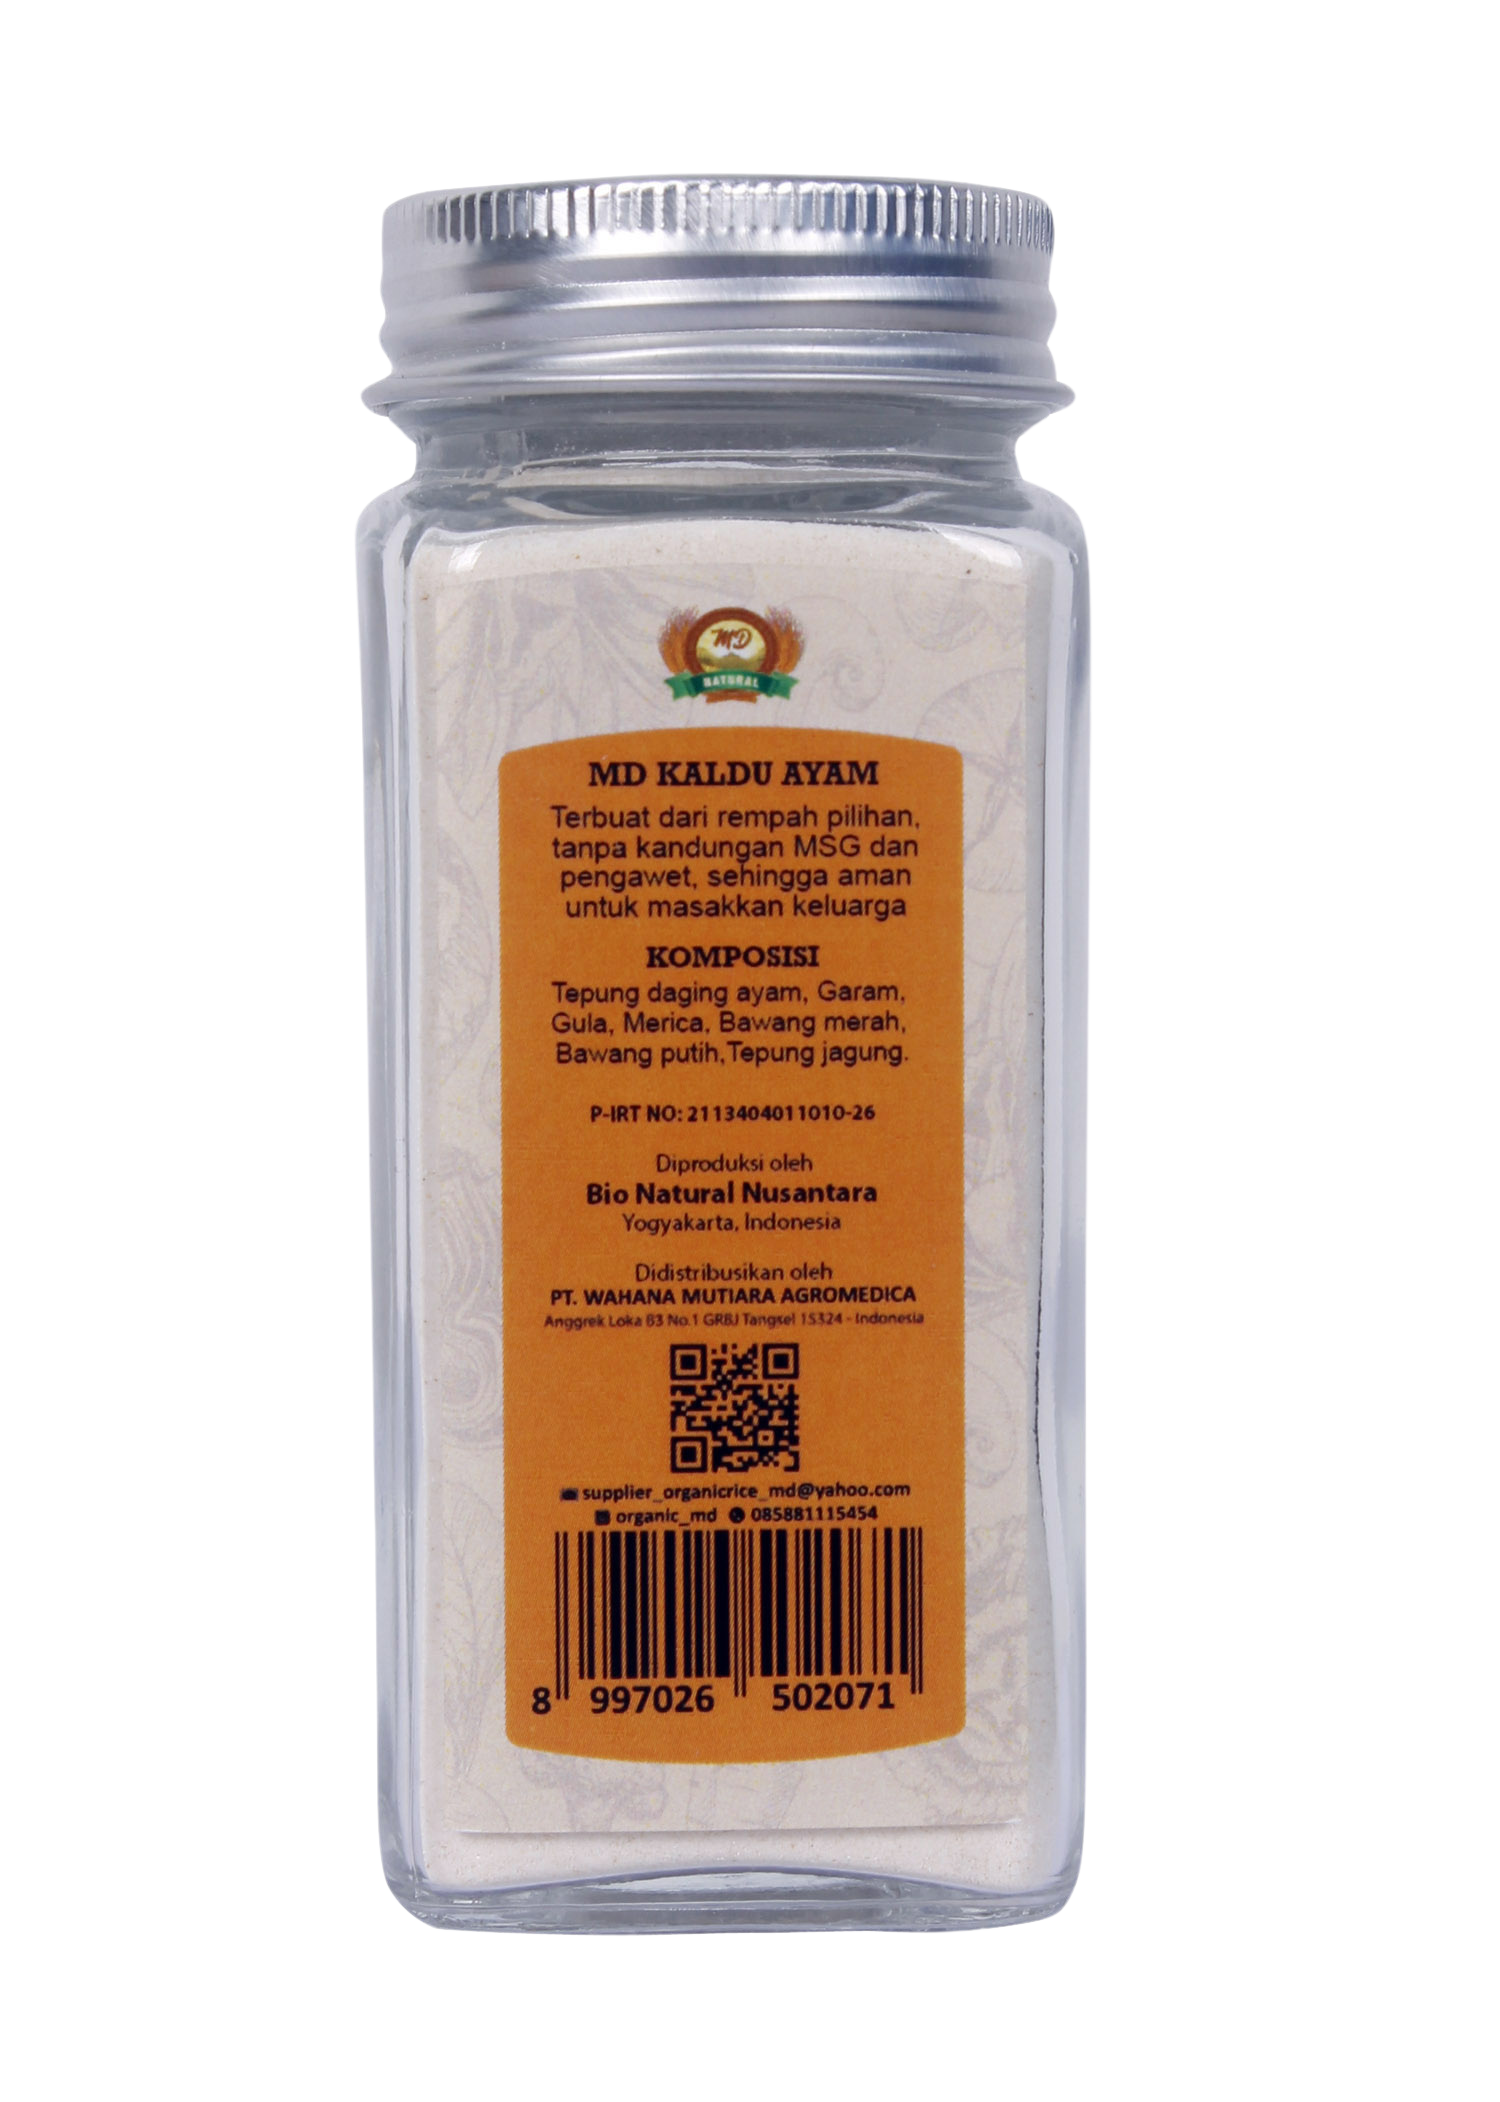 MD
NATURAL
MD KALDU AYAM
Terbuat dari rempah pilihan,
tanpa kandungan MSG dan
pengawet, sehingga aman
untuk masakkan keluarga
KOMPOSISI
Tepung daging ayam, Garam,
Gula, Merica, Bawang merah,
Bawang putih,Tepung jagung.
P-IRT NO: 2113404011010-26
Diproduksi oleh
Bio Natural Nusantara
Yogyakarta, Indonesia
Didistribusikan oleh
PT. WAHANA MUTIARA AGROMEDICA
Anggrek Loka B3 No.1 GRBJ Tangsel 15324 - Indonesia
supplier_organicrice_md@yahoo.com
organic_md 085881115454
8 997026 502071